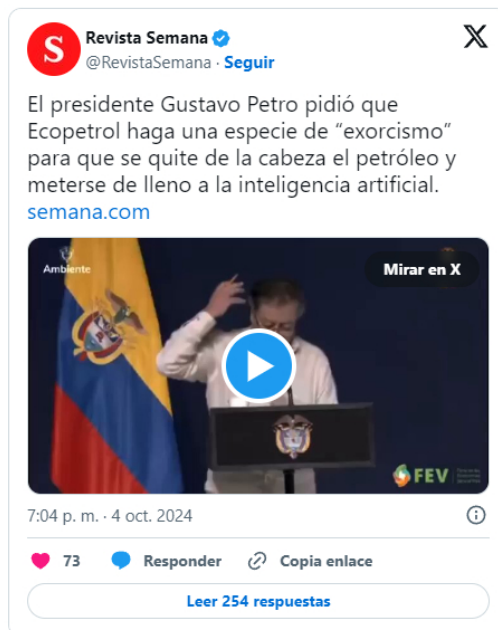 Revista Semana
@RevistaSemana · Seguir
El presidente Gustavo Petro pidió que
Ecopetrol haga una especie de “exorcismo”
para que se quite de la cabeza el petróleo y
meterse de lleno a la inteligencia artificial.
semana.com
Ambiente
Mirar en X
FEV
7:04 p. m. · 4 oct. 2024
73 Responder Copia enlace
Leer 254 respuestas